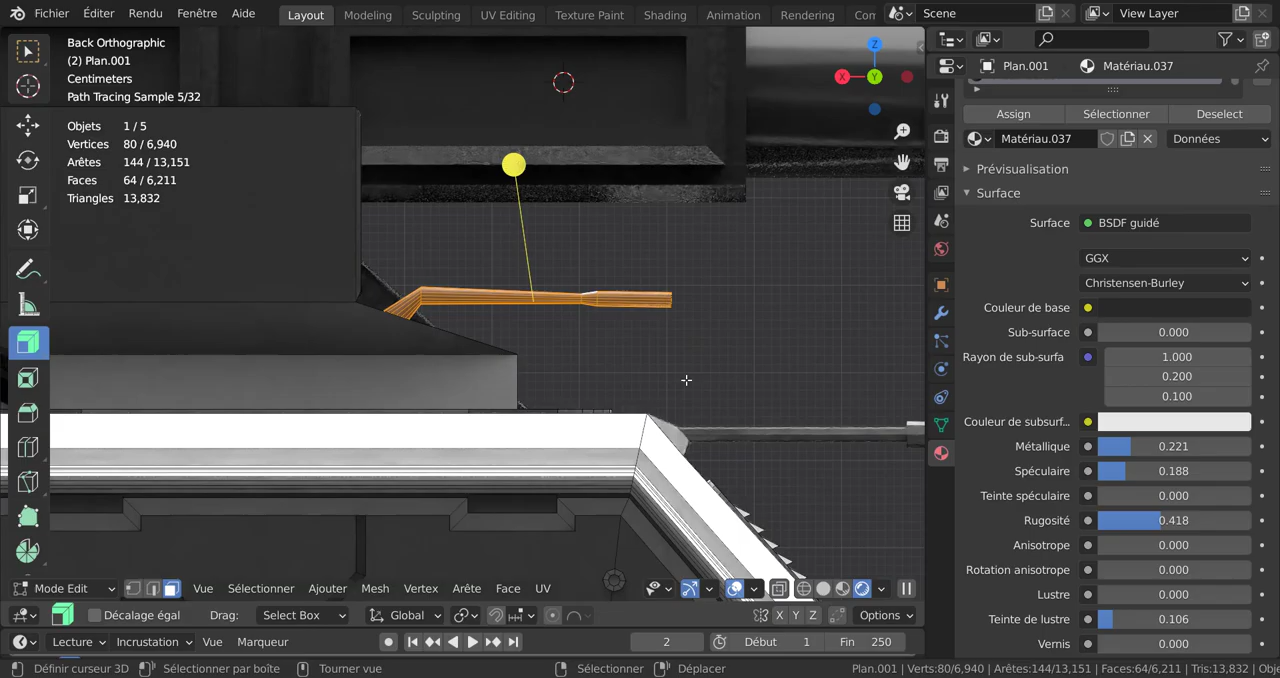 Fichier Éditer Rendu Fenêtre Aide Layout Modeling Sculpting UV Editing Texture Paint Shading Animation Rendering Scene View Layer
Back Orthographic
(2) Plan.001
Centimeters
Path Tracing Sample 5/32
Objets 1 / 5
Vertices 80 / 6,940
Arêtes 144 / 13,151
Faces 64 / 6,211
Triangles 13,832
Z
X
Y
Plan.001 Matériau.037
Assign Sélectionner Deselect
Matériau.037 Données
Prévisualisation
Surface
Surface BSDF guidé
GGX
Christensen-Burley
Couleur de base
Sub-surface 0.000
Rayon de sub-surfa 1.000
0.200
0.100
Couleur de subsurf... 
Métallique 0.221
Spéculaire 0.188
Teinte spéculaire 0.000
Rugosité 0.418
Anisotrope 0.000
Rotation anisotrope 0.000
Lustre 0.000
Teinte de lustre 0.106
Vernis 0.000
Mode Edit Vue Sélectionner Ajouter Mesh Vertex Arête Face UV
Décalage égal Drag: Select Box Global X Y Z Options
Lecture Incrustation Vue Marqueur 2 Début 1 Fin 250
Définir curseur 3D Sélectionner par boîte Tourner vue Sélectionner Déplacer Plan.001 | Verts:80/6,940 | Arêtes:144/13,151 | Faces:64/6,211 | Tris:13,832 |